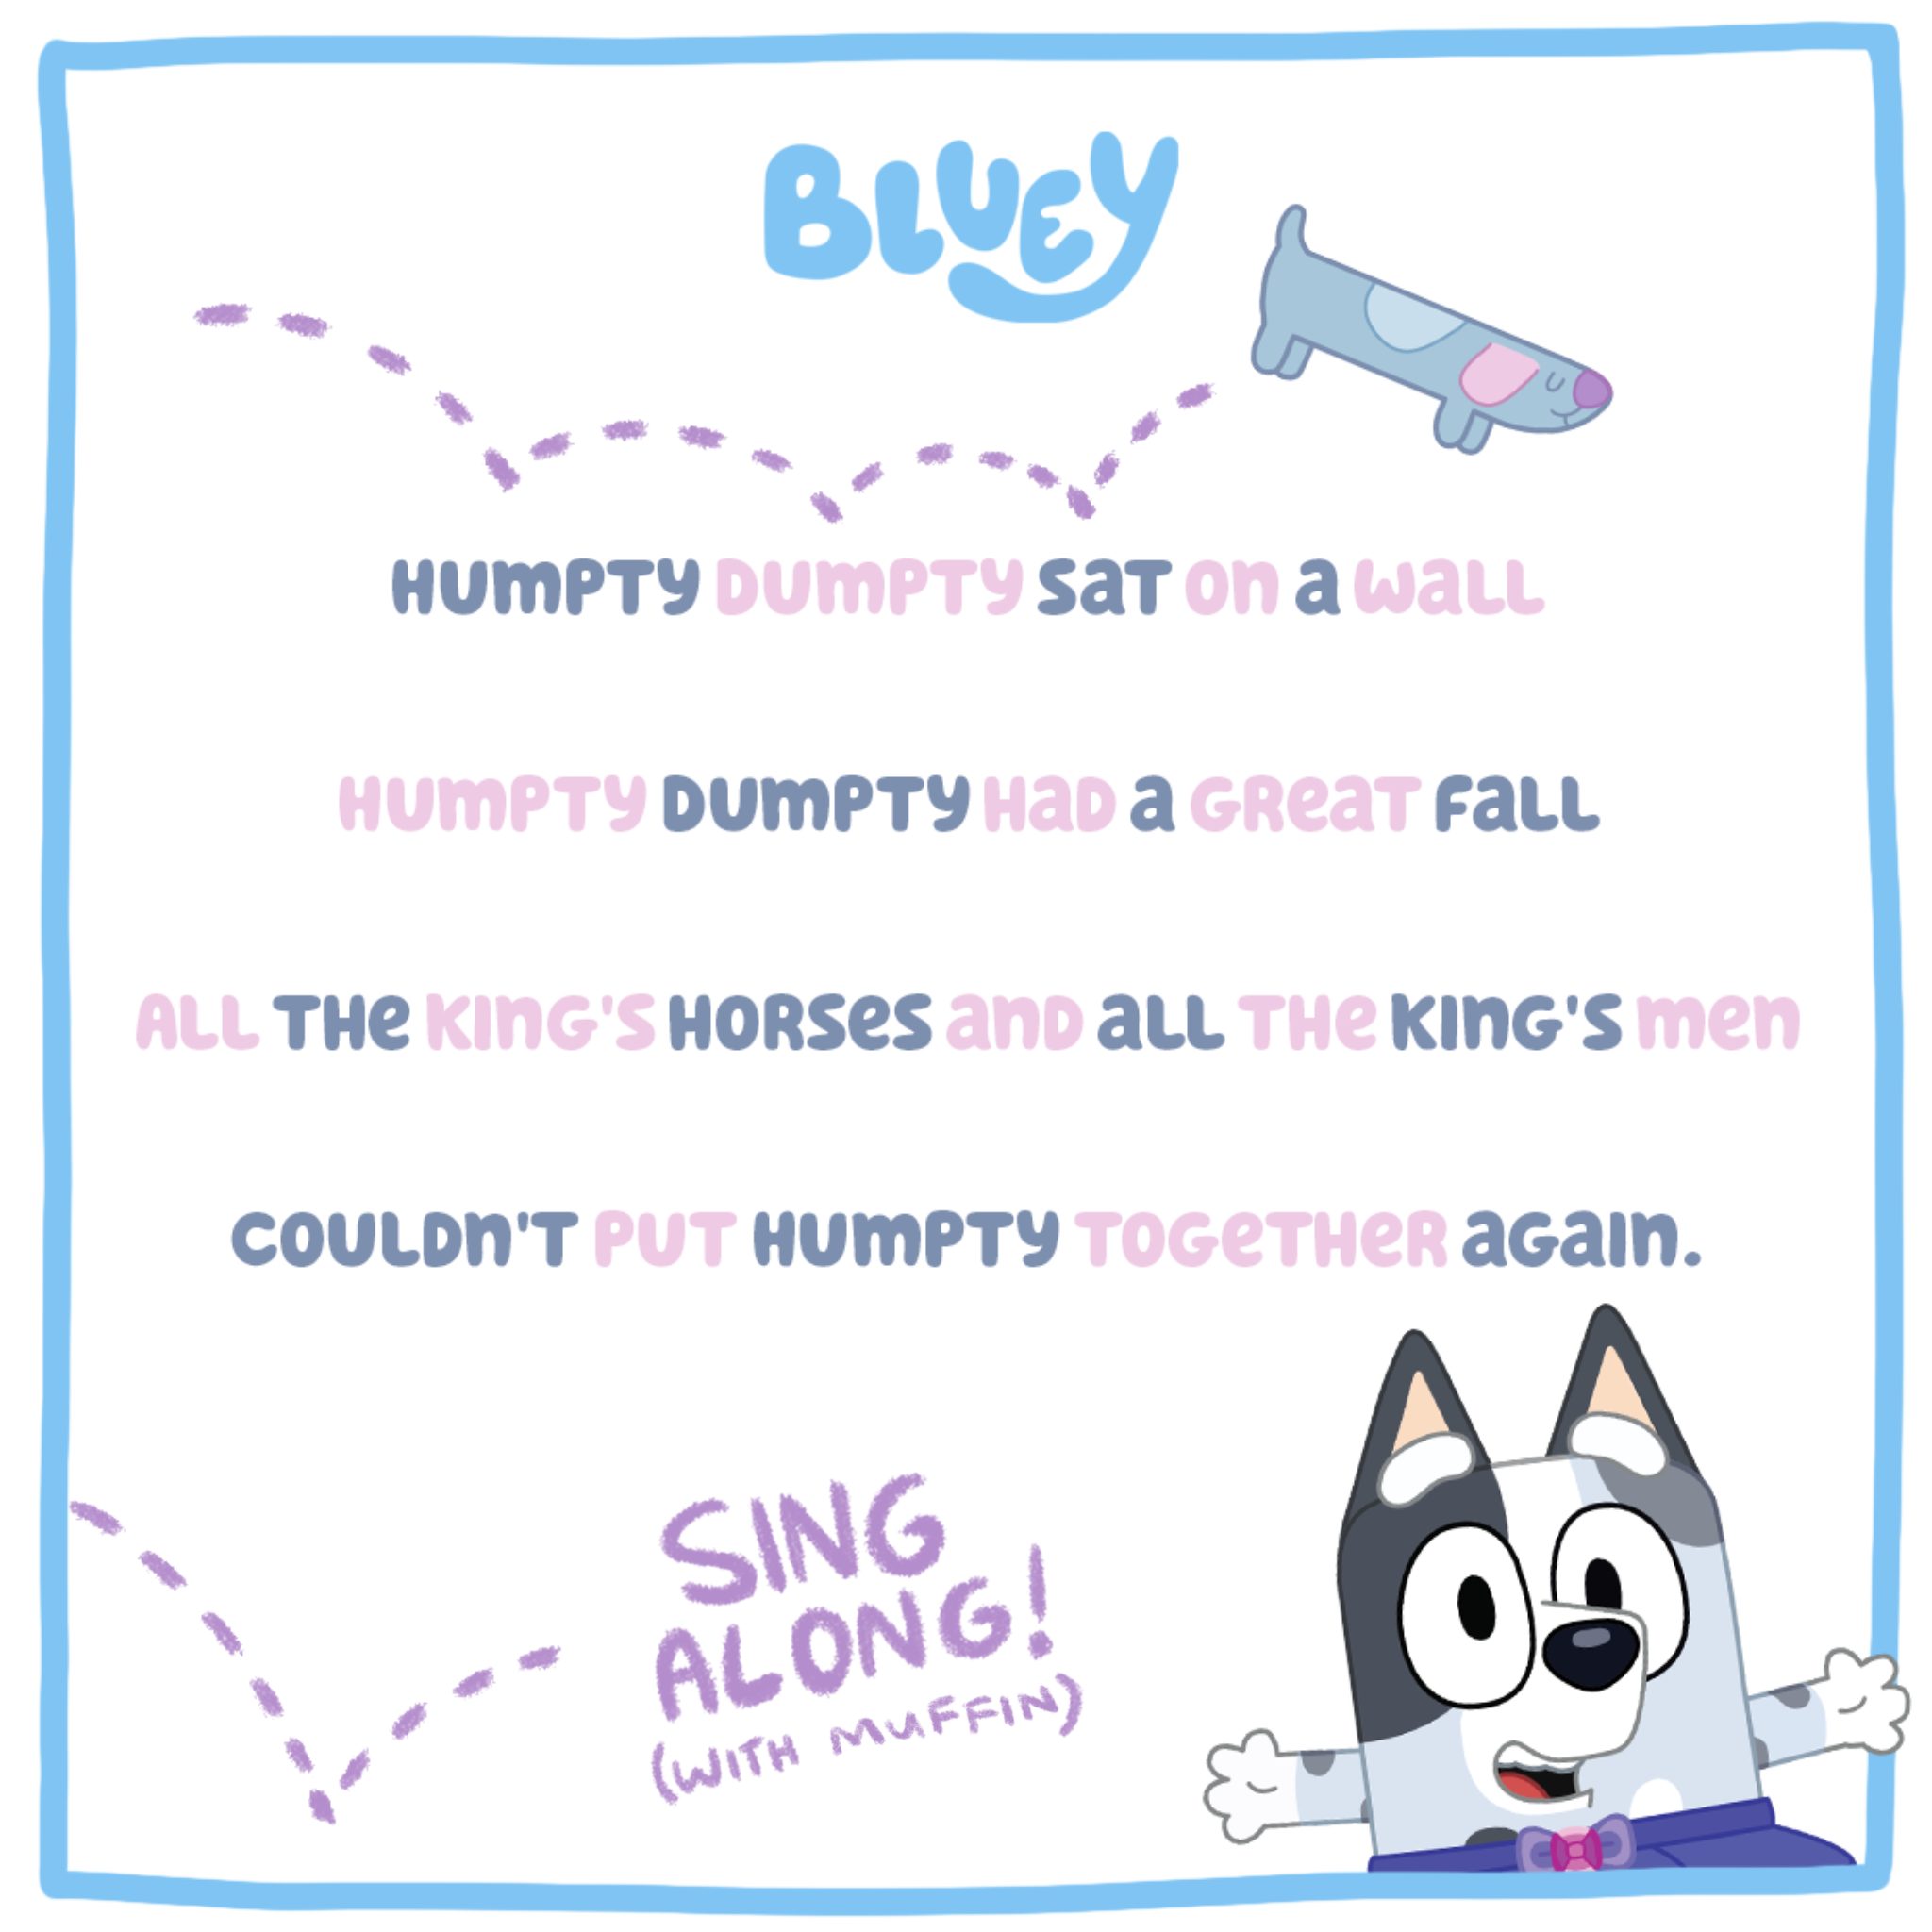 BLUEY
HUMPTY DUMPTY SAT ON A WALL
HUMPTY DUMPTY HAD A GREAT FALL
ALL THE KING'S HORSES AND ALL THE KING'S MEN
COULDN'T PUT HUMPTY TOGETHER AGAIN.
SING
ALONG!
(WITH MUFFIN)